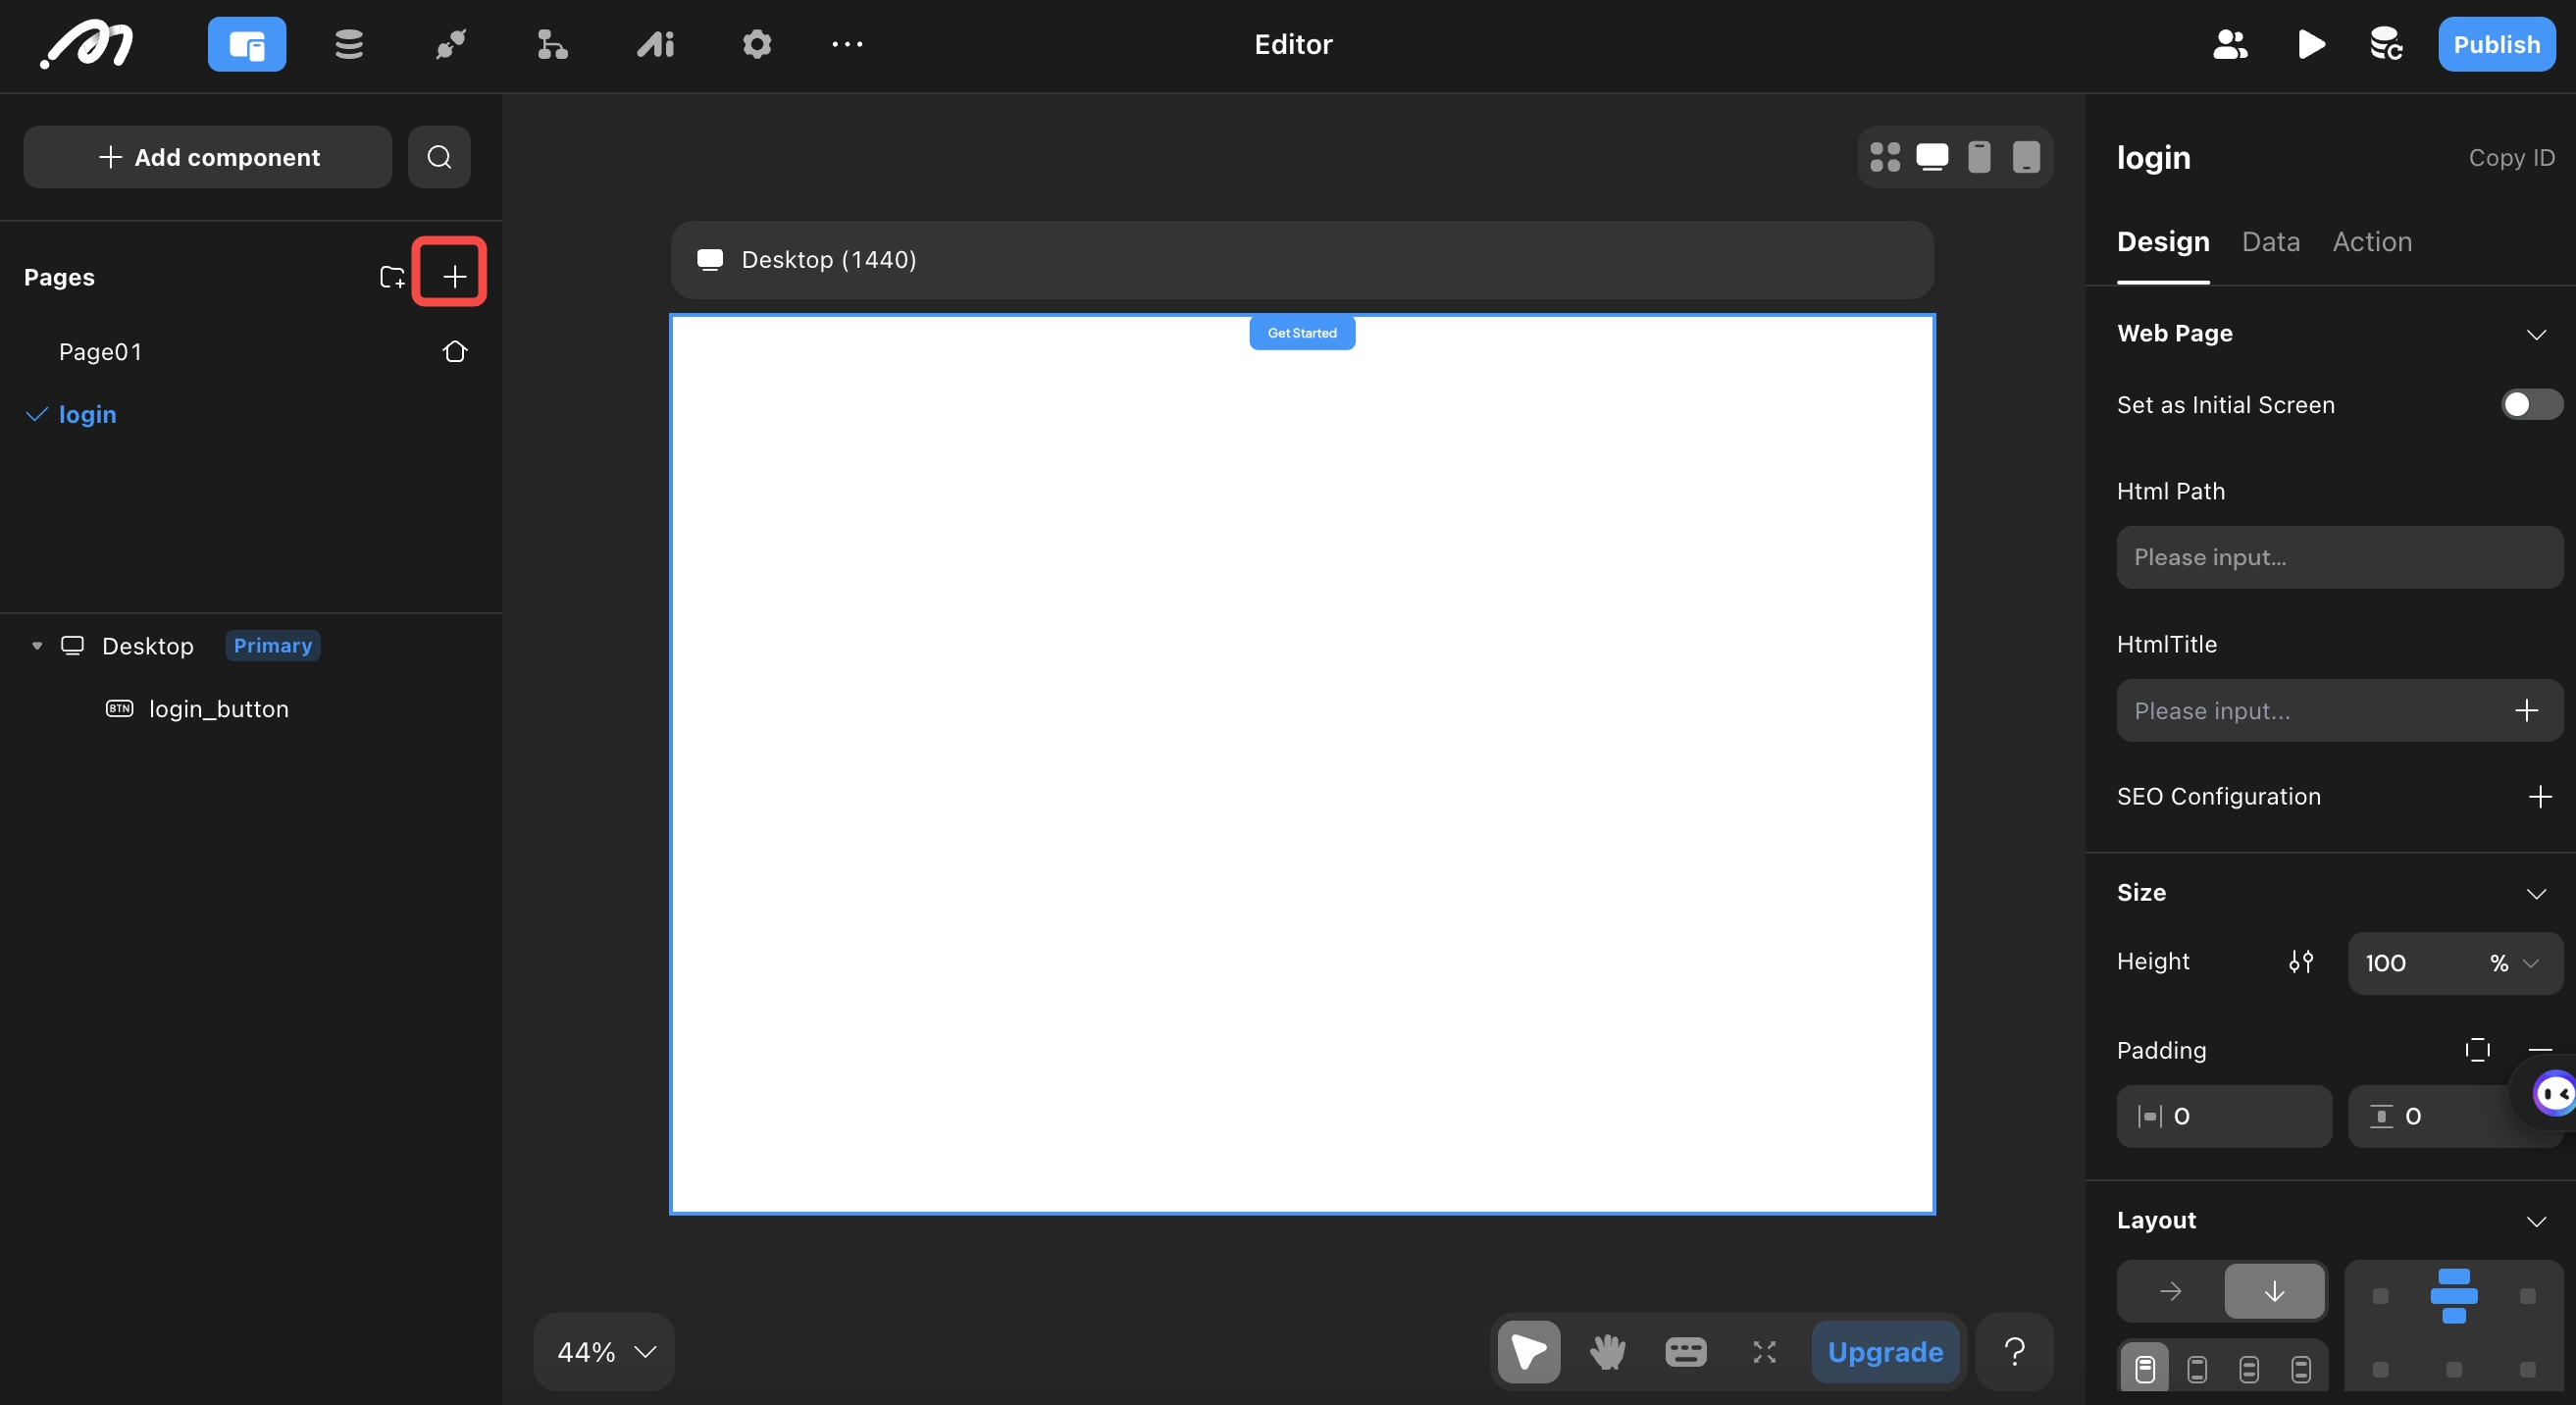 Editor
Publish
Add component
Pages
Page01
login
Desktop Primary
BTN login_button
Desktop (1440)
Get Started
44%
Upgrade
?
login
Copy ID
Design Data Action
Web Page
Set as Initial Screen
Html Path
Please input...
HtmlTitle
Please input...
SEO Configuration
Size
Height 100 %
Padding
0 0
Layout